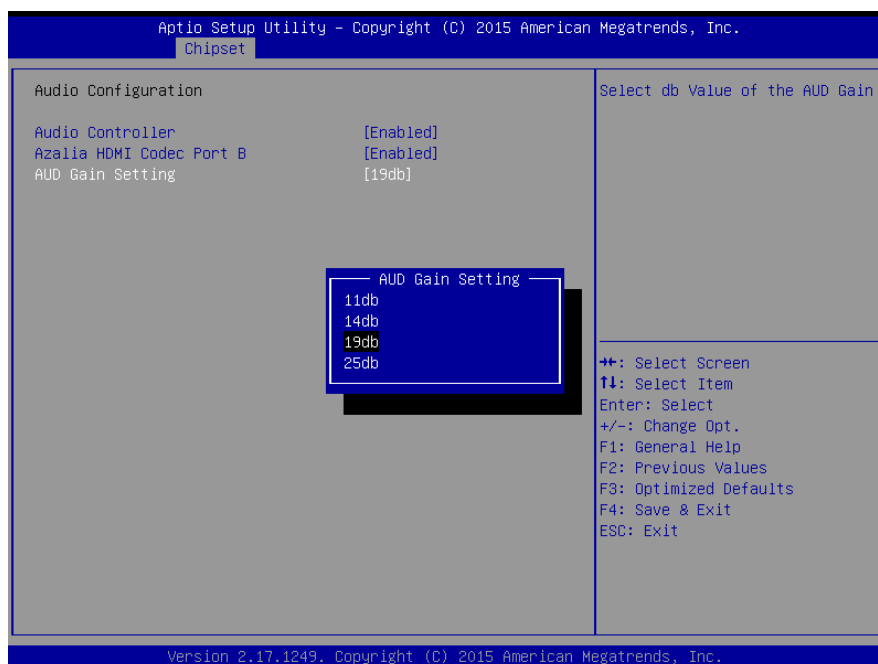 Aptio Setup Utility – Copyright (C) 2015 American Megatrends, Inc.
Chipset
Audio Configuration
Select db Value of the AUD Gain
Audio Controller [Enabled]
Azalia HDMI Codec Port B [Enabled]
AUD Gain Setting [19db]
AUD Gain Setting
11db
14db
19db
25db
→←: Select Screen
↑↓: Select Item
Enter: Select
+/-: Change Opt.
F1: General Help
F2: Previous Values
F3: Optimized Defaults
F4: Save & Exit
ESC: Exit
Version 2.17.1249. Copyright (C) 2015 American Megatrends, Inc.